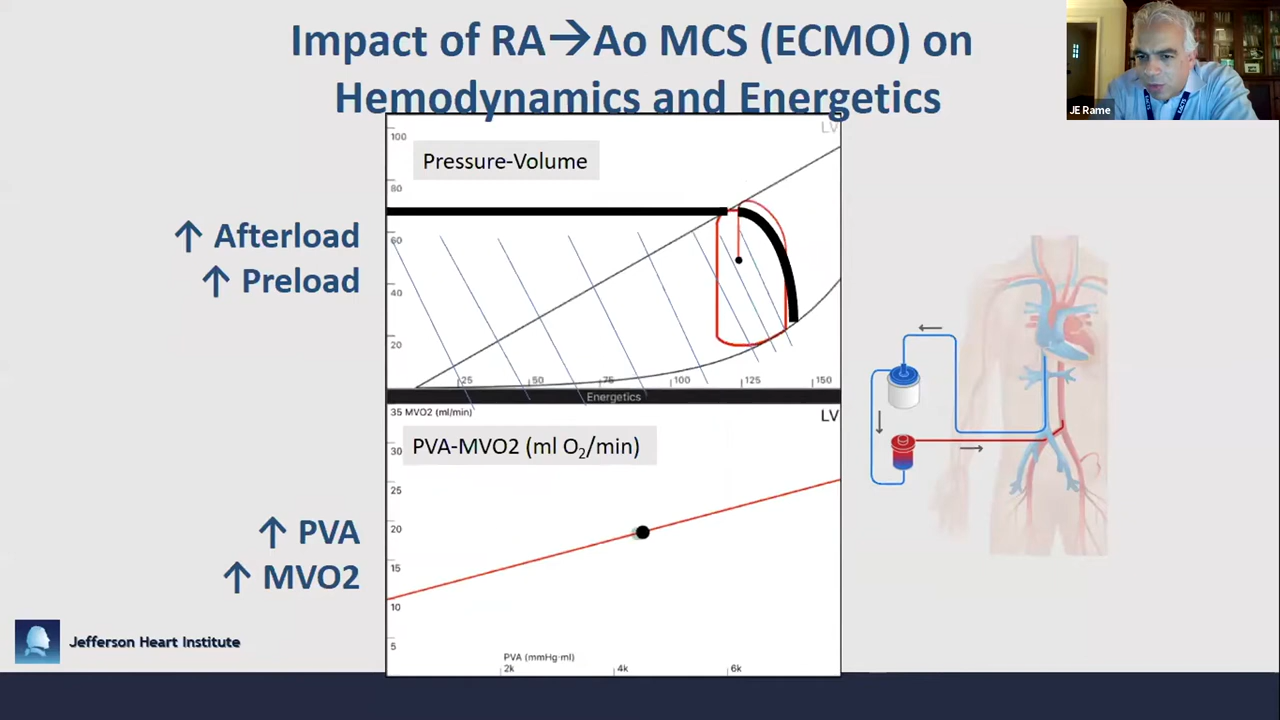 Impact of RA→Ao MCS (ECMO) on
Hemodynamics and Energetics
JE Rame
LV
100
Pressure-Volume
80
60
40
20
25 50 75 100 125 150
↑ Afterload
↑ Preload
Energetics
35 MVO2 (ml/min)
LV
PVA-MVO2 (ml O₂/min)
30
25
20
15
10
5
PVA (mmHg·ml)
2k 4k 6k
↑ PVA
↑ MVO2
Jefferson Heart Institute